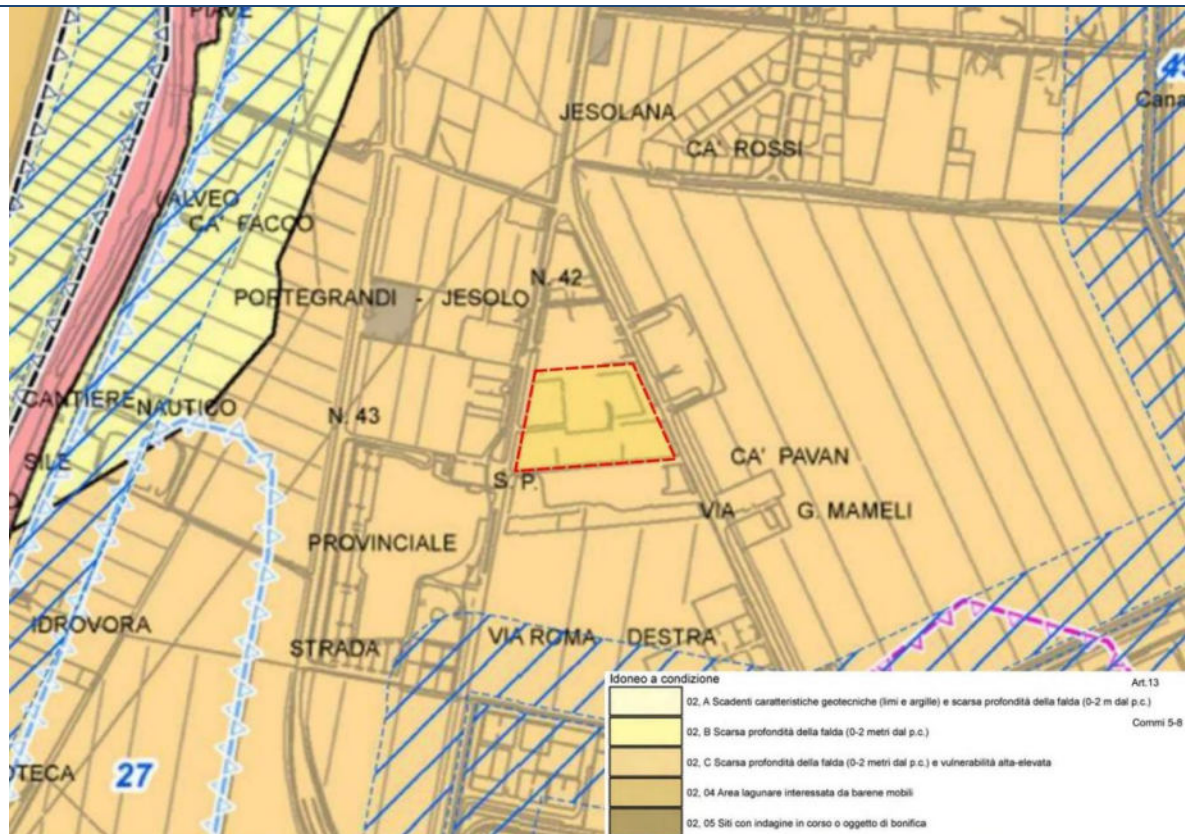 PIAVE
43
JESOLANA
Cana
CA' ROSSI
(ALVEO
CA' FACCO
N. 42
PORTEGRANDI - JESOLO
CANTIERE NAUTICO
N. 43
SILE
CA' PAVAN
S. P.
VIA G. MAMELI
PROVINCIALE
IDROVORA
VIA ROMA DESTRA
STRADA
OTECA
27
Idoneo a condizione
Art.13
02, A Scadenti caratteristiche geotecniche (limi e argille) e scarsa profondità della falda (0-2 m dal p.c.)
Commi 5-8
02, B Scarsa profondità della falda (0-2 metri dal p.c.)
02, C Scarsa profondità della falda (0-2 metri dal p.c.) e vulnerabilità alta-elevata
02, 04 Area lagunare interessata da barene mobili
02, 05 Siti con indagine in corso o oggetto di bonifica